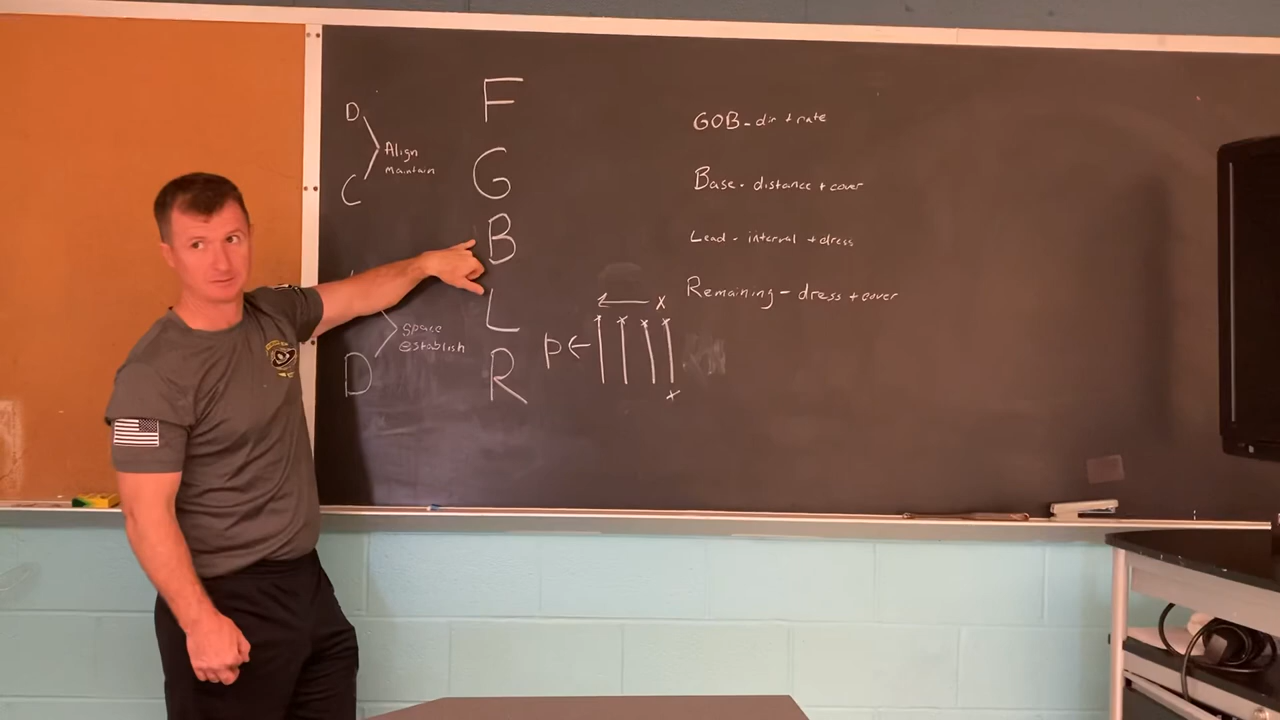 F
G
B
L
R
D
C
Align
maintain
Space
establish
D
GOB - dir + rate
Base - distance + cover
Lead - interval + dress
Remaining - dress + cover
X
P
X